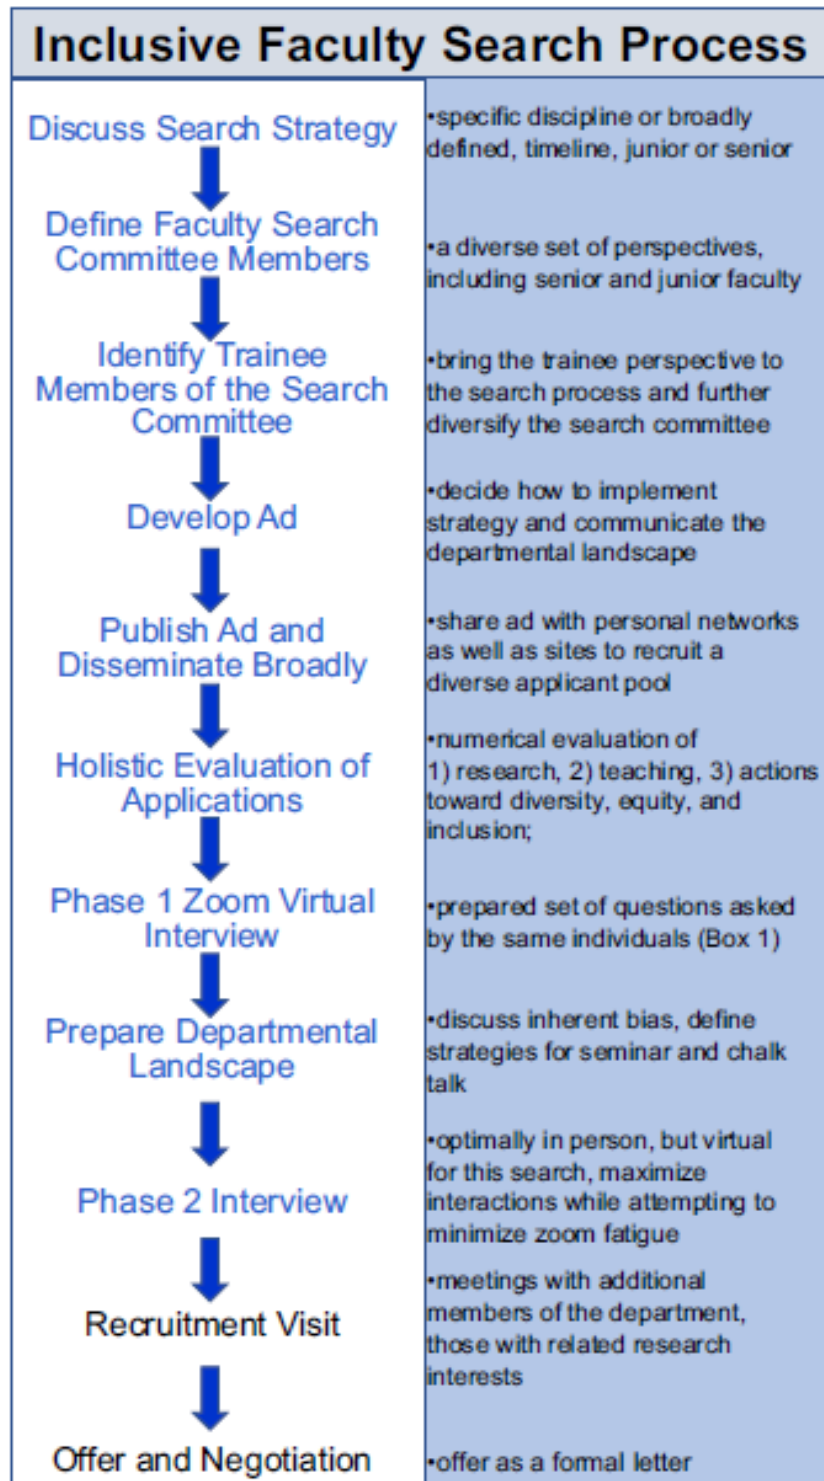 Inclusive Faculty Search Process
Discuss Search Strategy
•specific discipline or broadly
defined, timeline, junior or senior
Define Faculty Search
Committee Members
•a diverse set of perspectives,
including senior and junior faculty
Identify Trainee
Members of the Search
Committee
•bring the trainee perspective to
the search process and further
diversify the search committee
Develop Ad
•decide how to implement
strategy and communicate the
departmental landscape
Publish Ad and
Disseminate Broadly
•share ad with personal networks
as well as sites to recruit a
diverse applicant pool
Holistic Evaluation of
Applications
•numerical evaluation of
1) research, 2) teaching, 3) actions
toward diversity, equity, and
inclusion;
Phase 1 Zoom Virtual
Interview
•prepared set of questions asked
by the same individuals (Box 1)
Prepare Departmental
Landscape
•discuss inherent bias, define
strategies for seminar and chalk
talk
Phase 2 Interview
•optimally in person, but virtual
for this search, maximize
interactions while attempting to
minimize zoom fatigue
Recruitment Visit
•meetings with additional
members of the department,
those with related research
interests
Offer and Negotiation
•offer as a formal letter